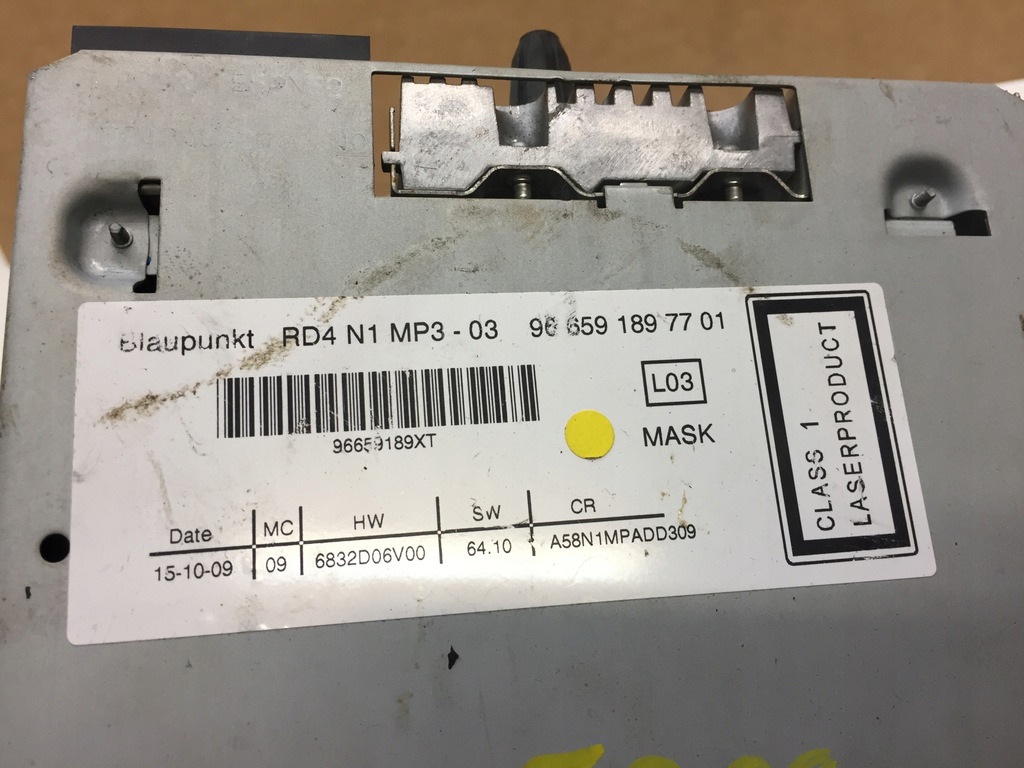 Blaupunkt RD4 N1 MP3 - 03 96 659 189 77 01
96659189XT
L03
MASK
Date MC HW SW CR
15-10-09 09 6832D06V00 64.10 A58N1MPADD309
CLASS 1
LASERPRODUCT